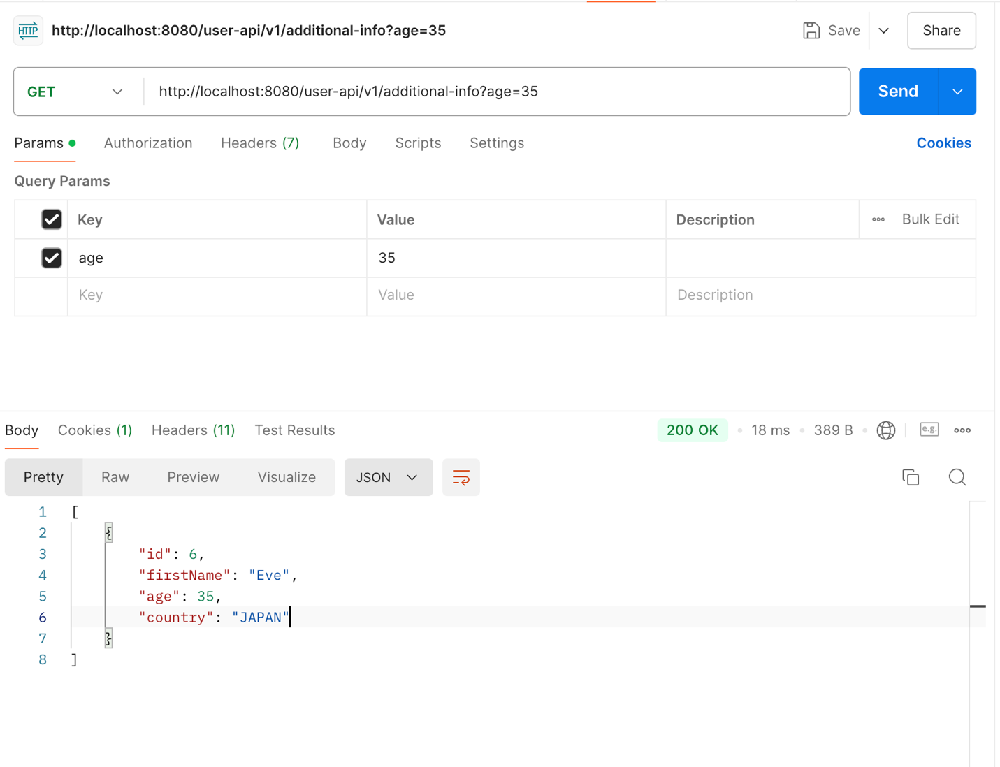 HTTP http://localhost:8080/user-api/v1/additional-info?age=35 Save Share
GET http://localhost:8080/user-api/v1/additional-info?age=35 Send
Params Authorization Headers (7) Body Scripts Settings Cookies
Query Params
Key Value Description Bulk Edit
age 35
Key Value Description
Body Cookies (1) Headers (11) Test Results 200 OK 18 ms 389 B e.g.
Pretty Raw Preview Visualize JSON
1 [
2 {
3 "id": 6,
4 "firstName": "Eve",
5 "age": 35,
6 "country": "JAPAN"
7 }
8 ]